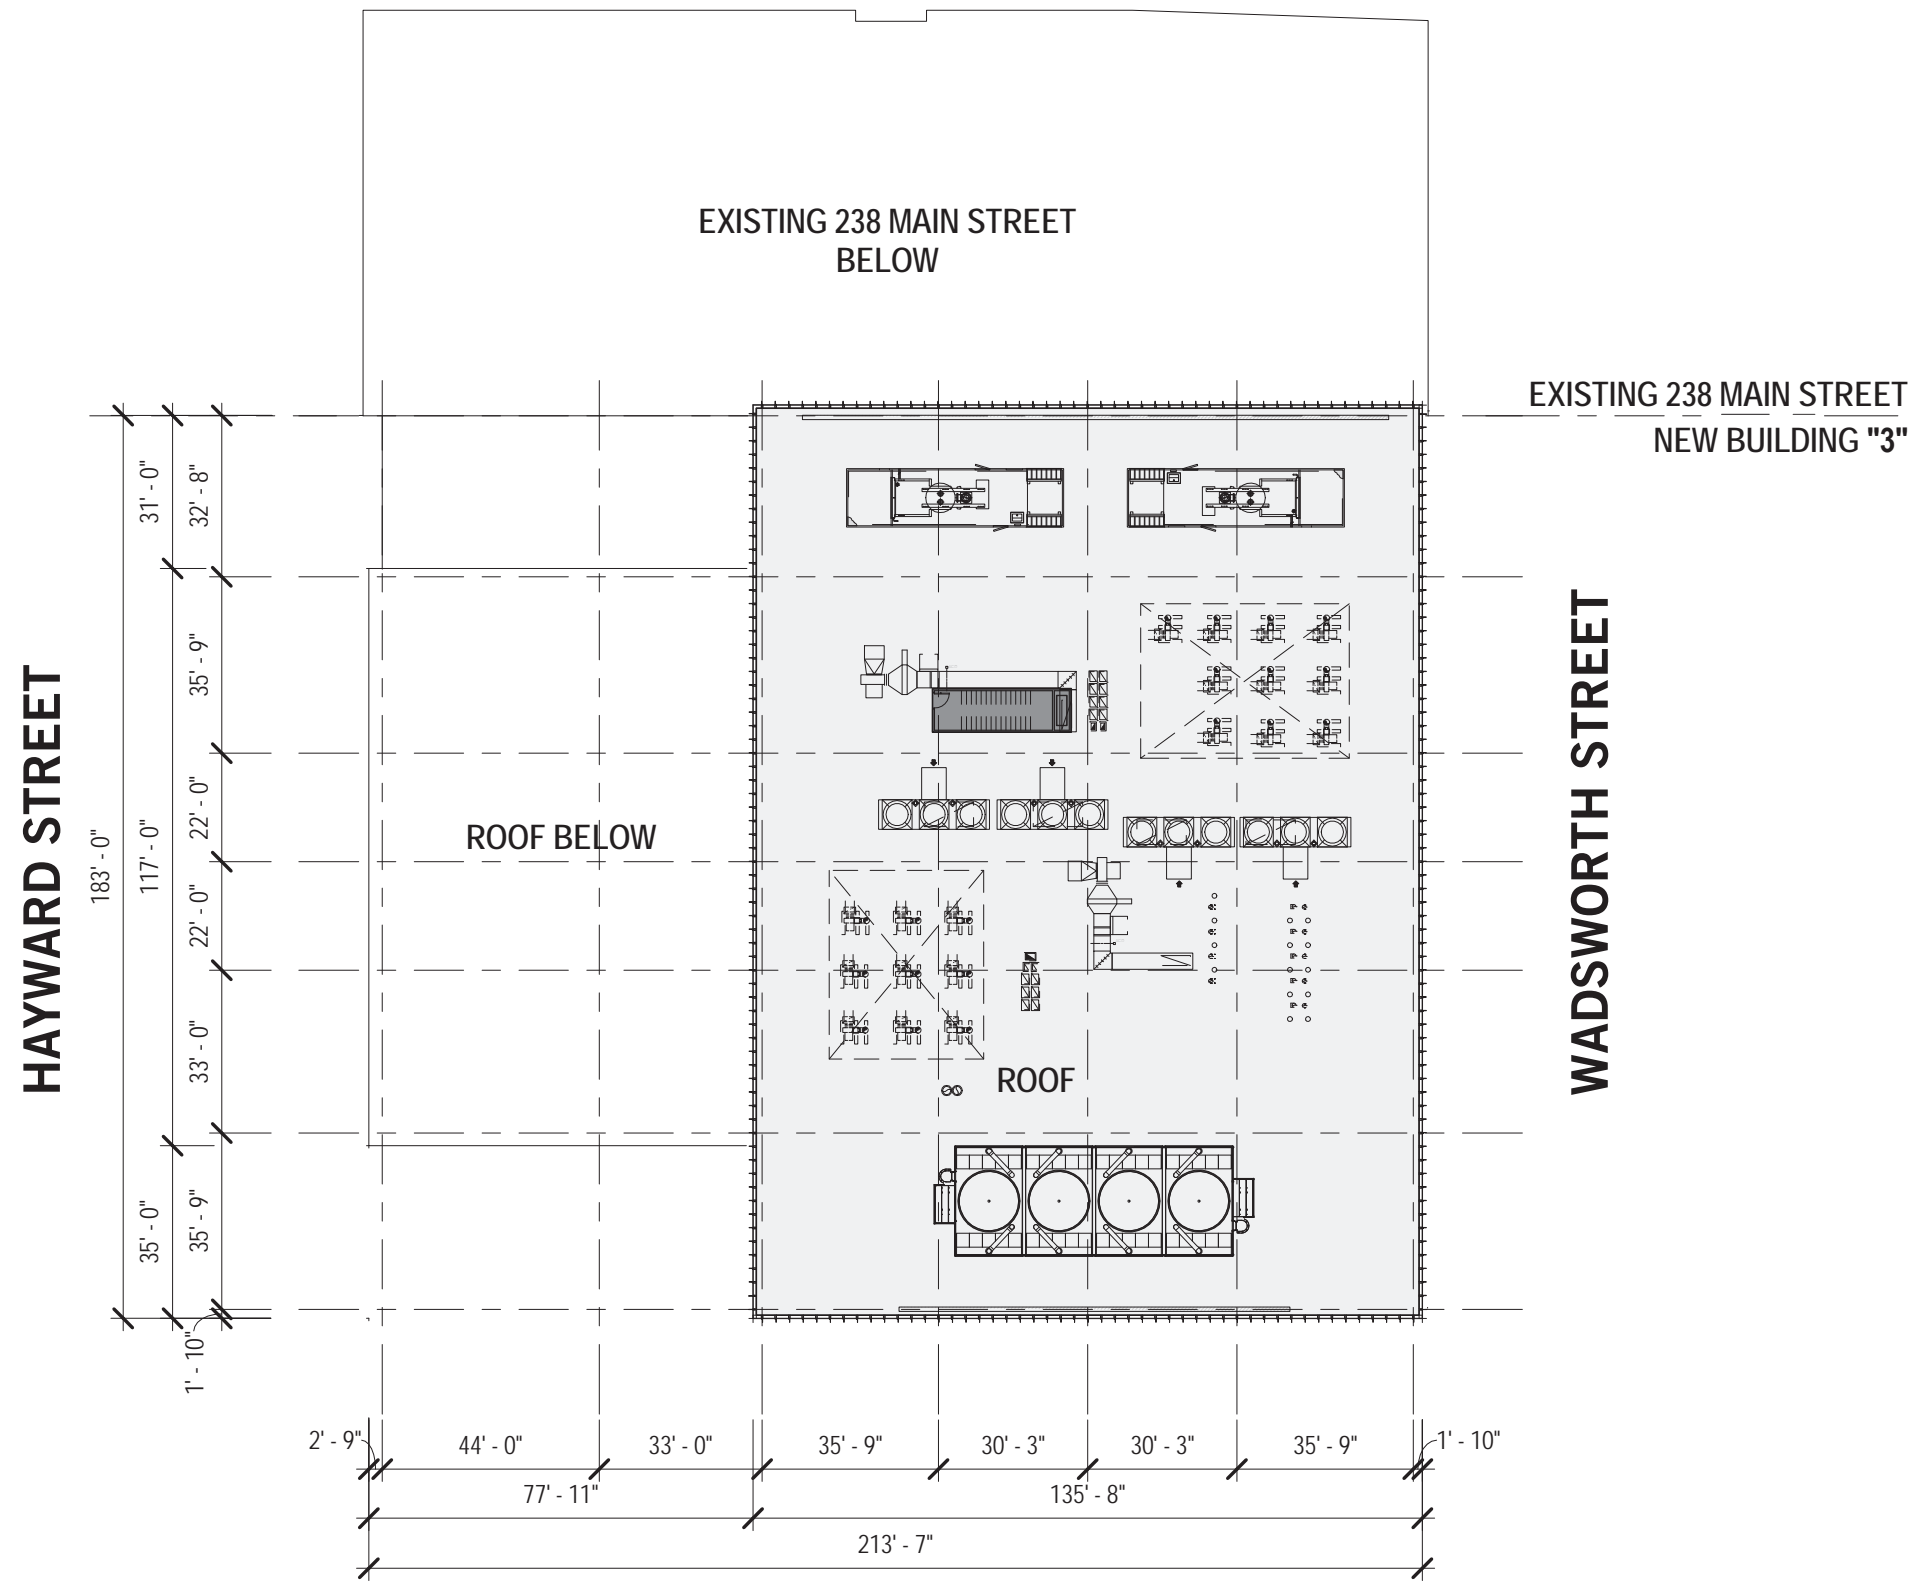 EXISTING 238 MAIN STREET
BELOW
EXISTING 238 MAIN STREET
NEW BUILDING "3"
HAYWARD STREET
WADSWORTH STREET
183' - 0"
31' - 0"
117' - 0"
35' - 0"
32' - 8"
35' - 9"
22' - 0"
22' - 0"
33' - 0"
35' - 9"
1' - 10"
ROOF BELOW
ROOF
2' - 9"
44' - 0"
33' - 0"
35' - 9"
30' - 3"
30' - 3"
35' - 9"
1' - 10"
77' - 11"
135' - 8"
213' - 7"